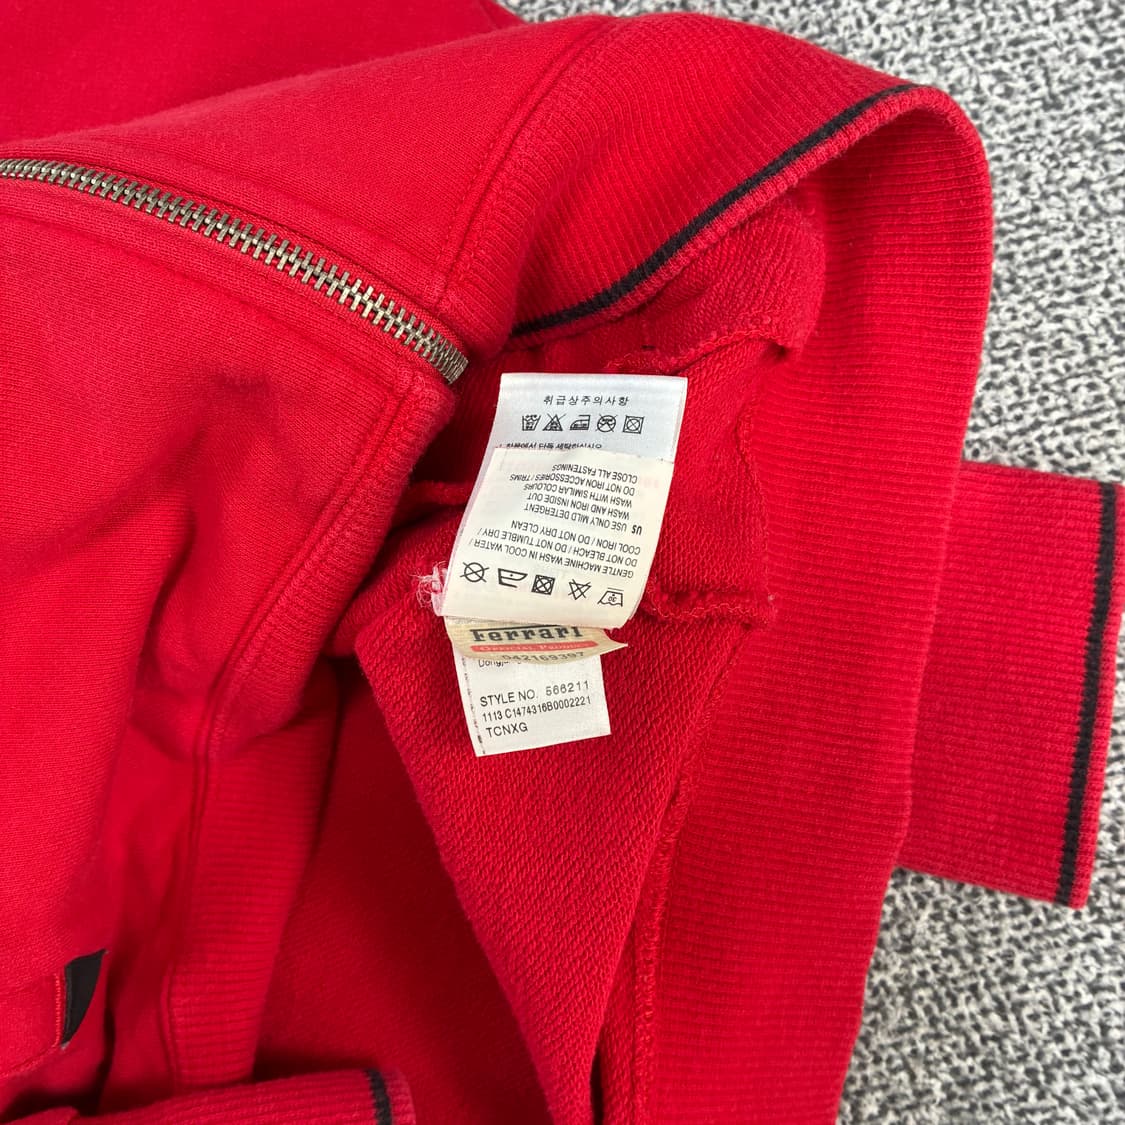 취급상주의사항
CLOSE ALL FASTENINGS
DO NOT IRON ACCESSORIES / TRIMS
WASH WITH SIMILAR COLOURS
WASH AND IRON INSIDE OUT
US USE ONLY MILD DETERGENT
COOL IRON / DO NOT DRY CLEAN
DO NOT BLEACH / DO NOT TUMBLE DRY /
GENTLE MACHINE WASH IN COOL WATER /
30
Ferrari
OFFICIAL
042169397
STYLE NO. 566211
1113 C1474316B0002221
TCNXG